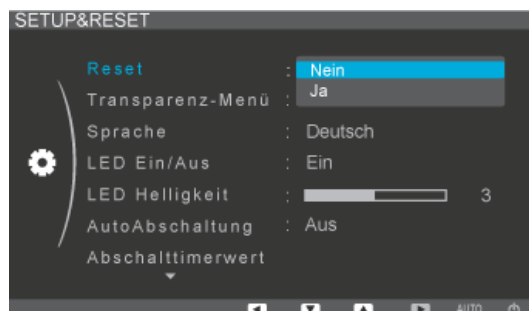 SETUP&RESET
Reset : Nein
Ja
Transparenz-Menü :
Sprache : Deutsch
LED Ein/Aus : Ein
LED Helligkeit : 3
AutoAbschaltung : Aus
Abschalttimerwert
AUTO